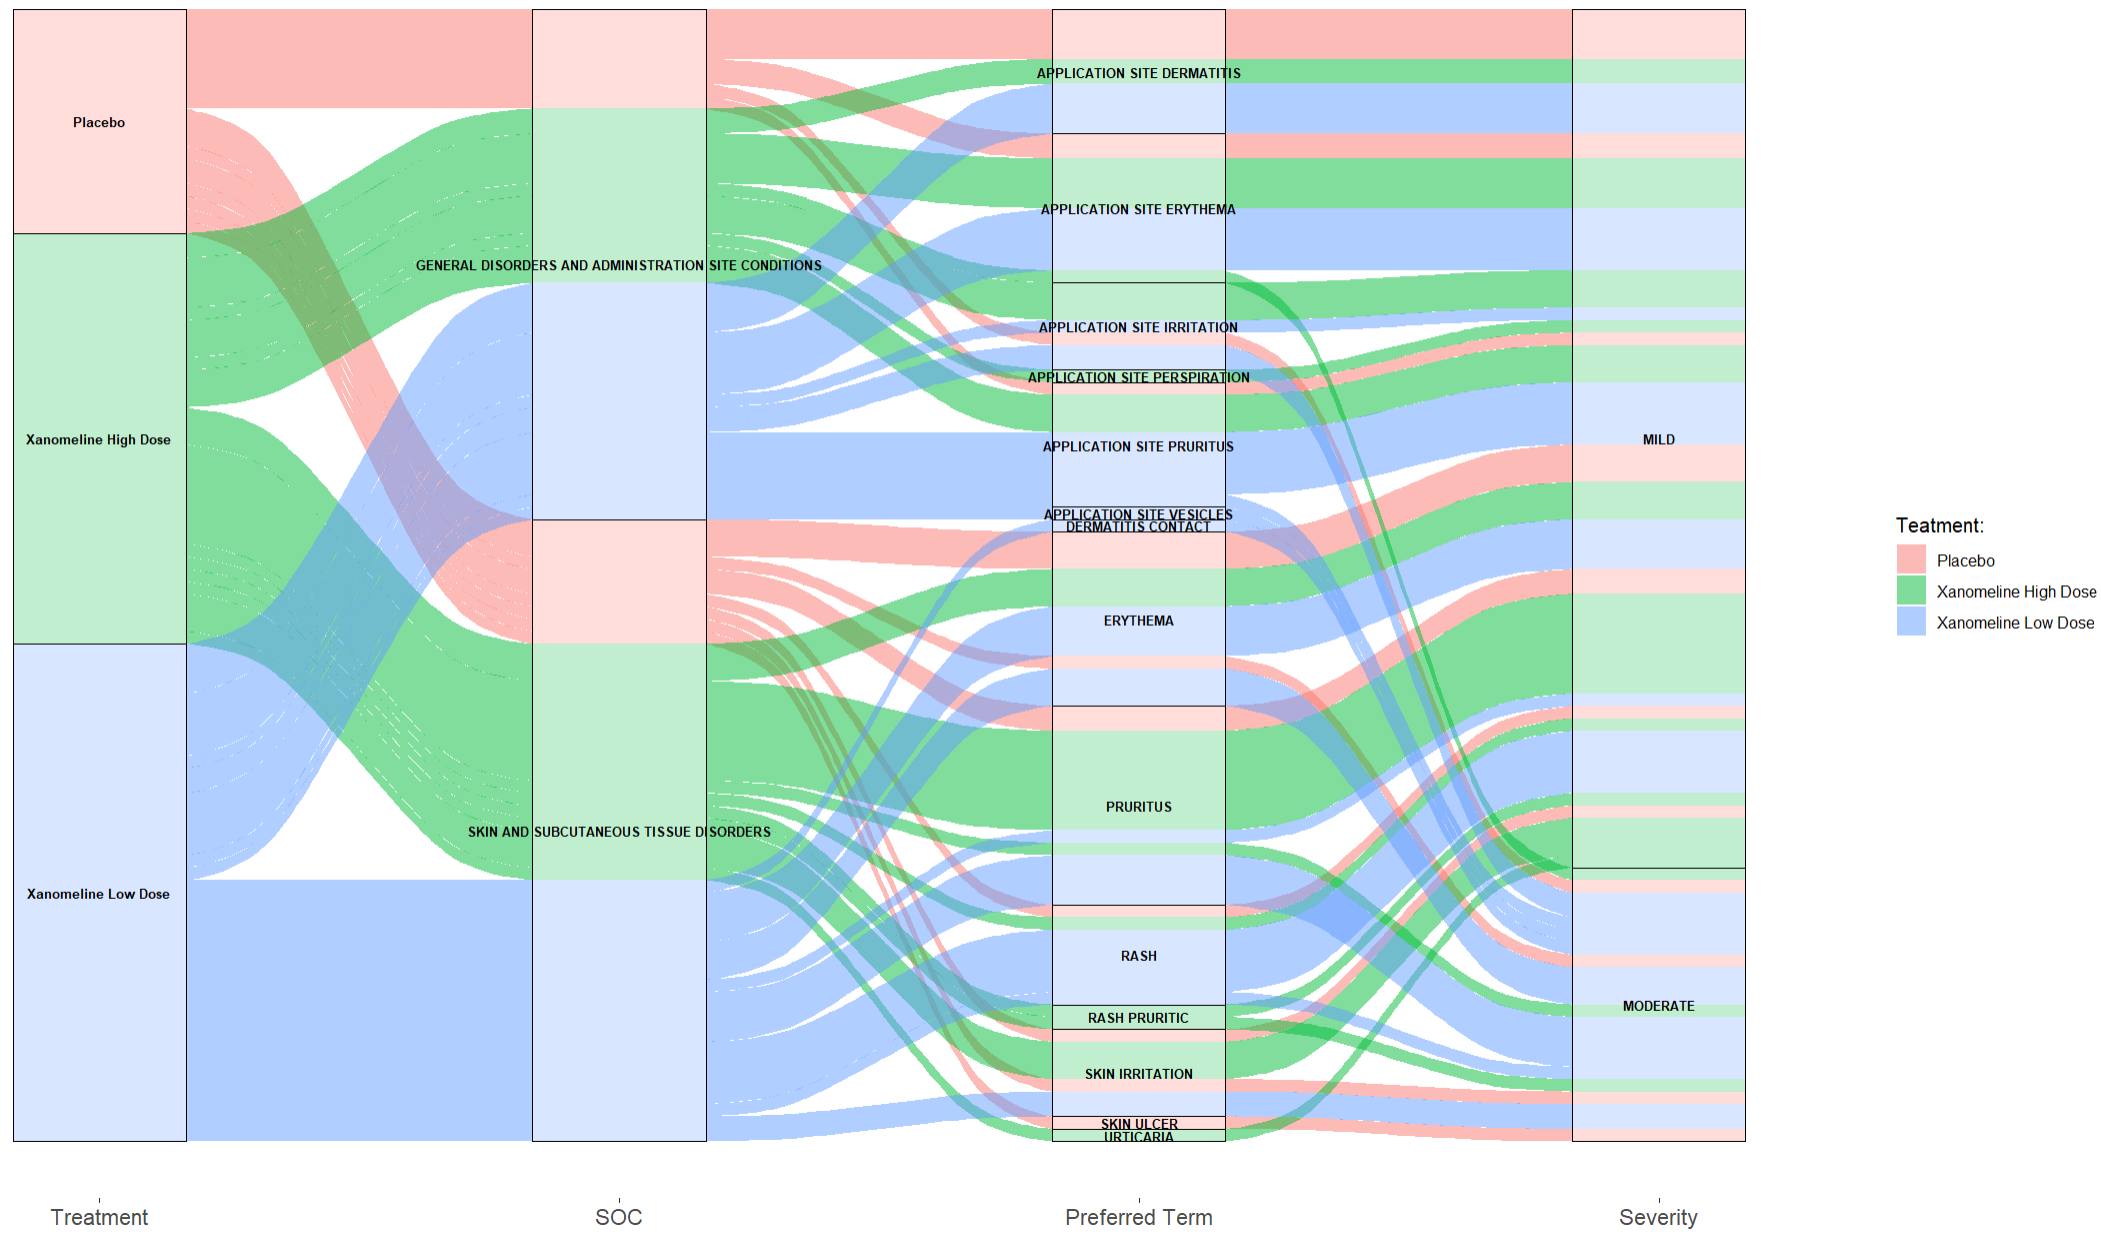 Placebo
Xanomeline High Dose
Xanomeline Low Dose
GENERAL DISORDERS AND ADMINISTRATION SITE CONDITIONS
SKIN AND SUBCUTANEOUS TISSUE DISORDERS
APPLICATION SITE DERMATITIS
APPLICATION SITE ERYTHEMA
APPLICATION SITE IRRITATION
APPLICATION SITE PERSPIRATION
APPLICATION SITE PRURITUS
APPLICATION SITE VESICLES
DERMATITIS CONTACT
ERYTHEMA
PRURITUS
RASH
RASH PRURITIC
SKIN IRRITATION
SKIN ULCER
URTICARIA
MILD
MODERATE
Teatment:
Placebo
Xanomeline High Dose
Xanomeline Low Dose
Treatment
SOC
Preferred Term
Severity